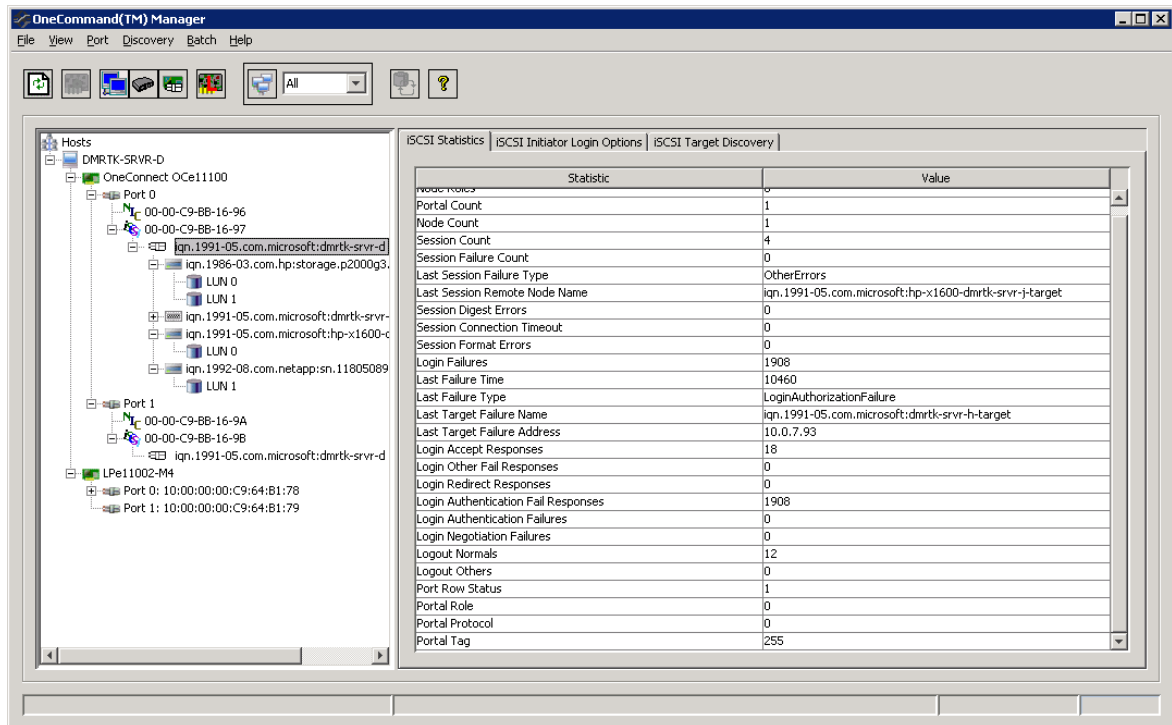 OneCommand(TM) Manager
File View Port Discovery Batch Help
All
Hosts
DMRTK-SRVR-D
OneConnect OCe11100
Port 0
00-00-C9-BB-16-96
00-00-C9-BB-16-97
iqn.1991-05.com.microsoft:dmrtk-srvr-d
iqn.1986-03.com.hp:storage.p2000g3.
LUN 0
LUN 1
iqn.1991-05.com.microsoft:dmrtk-srvr-
iqn.1991-05.com.microsoft:hp-x1600-d
LUN 0
iqn.1992-08.com.netapp:sn.11805089
LUN 1
Port 1
00-00-C9-BB-16-9A
00-00-C9-BB-16-9B
iqn.1991-05.com.microsoft:dmrtk-srvr-d
LPe11002-M4
Port 0: 10:00:00:00:C9:64:B1:78
Port 1: 10:00:00:00:C9:64:B1:79
iSCSI Statistics iSCSI Initiator Login Options iSCSI Target Discovery
Statistic Value
Node Roles 0
Portal Count 1
Node Count 1
Session Count 4
Session Failure Count 0
Last Session Failure Type OtherErrors
Last Session Remote Node Name iqn.1991-05.com.microsoft:hp-x1600-dmrtk-srvr-j-target
Session Digest Errors 0
Session Connection Timeout 0
Session Format Errors 0
Login Failures 1908
Last Failure Time 10460
Last Failure Type LoginAuthorizationFailure
Last Target Failure Name iqn.1991-05.com.microsoft:dmrtk-srvr-h-target
Last Target Failure Address 10.0.7.93
Login Accept Responses 18
Login Other Fail Responses 0
Login Redirect Responses 0
Login Authentication Fail Responses 1908
Login Authentication Failures 0
Login Negotiation Failures 0
Logout Normals 12
Logout Others 0
Port Row Status 1
Portal Role 0
Portal Protocol 0
Portal Tag 255